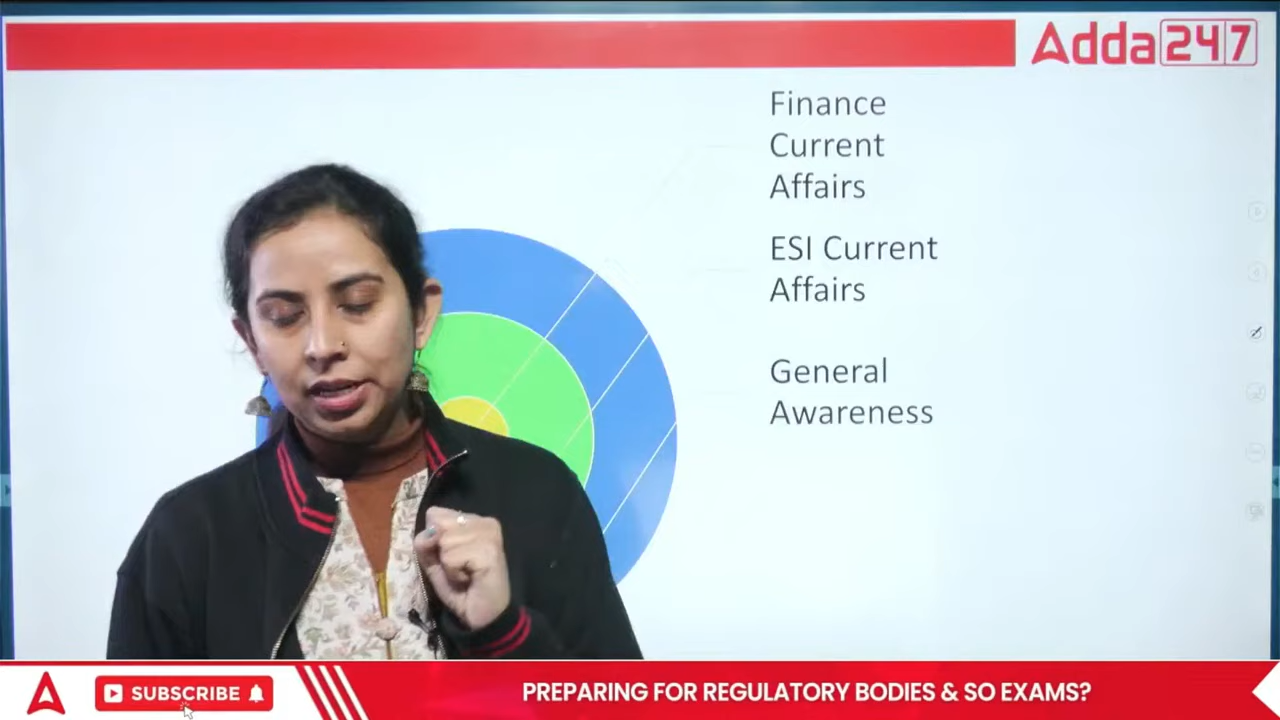 Adda247
Finance
Current
Affairs
ESI Current
Affairs
General
Awareness
SUBSCRIBE
PREPARING FOR REGULATORY BODIES & SO EXAMS?